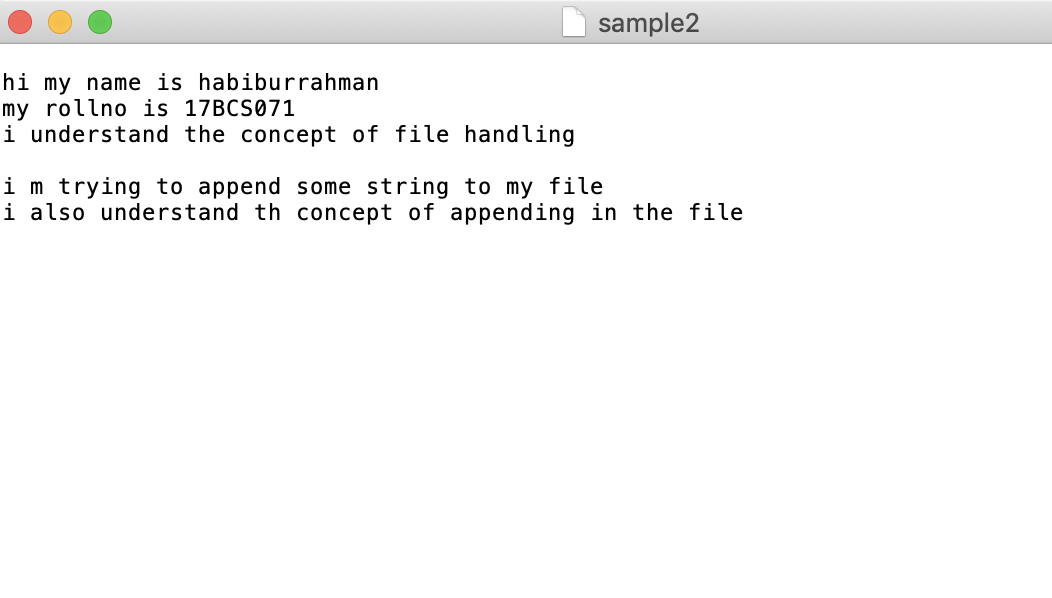 sample2
hi my name is habiburrahman
my rollno is 17BCS071
i understand the concept of file handling
i m trying to append some string to my file
i also understand th concept of appending in the file